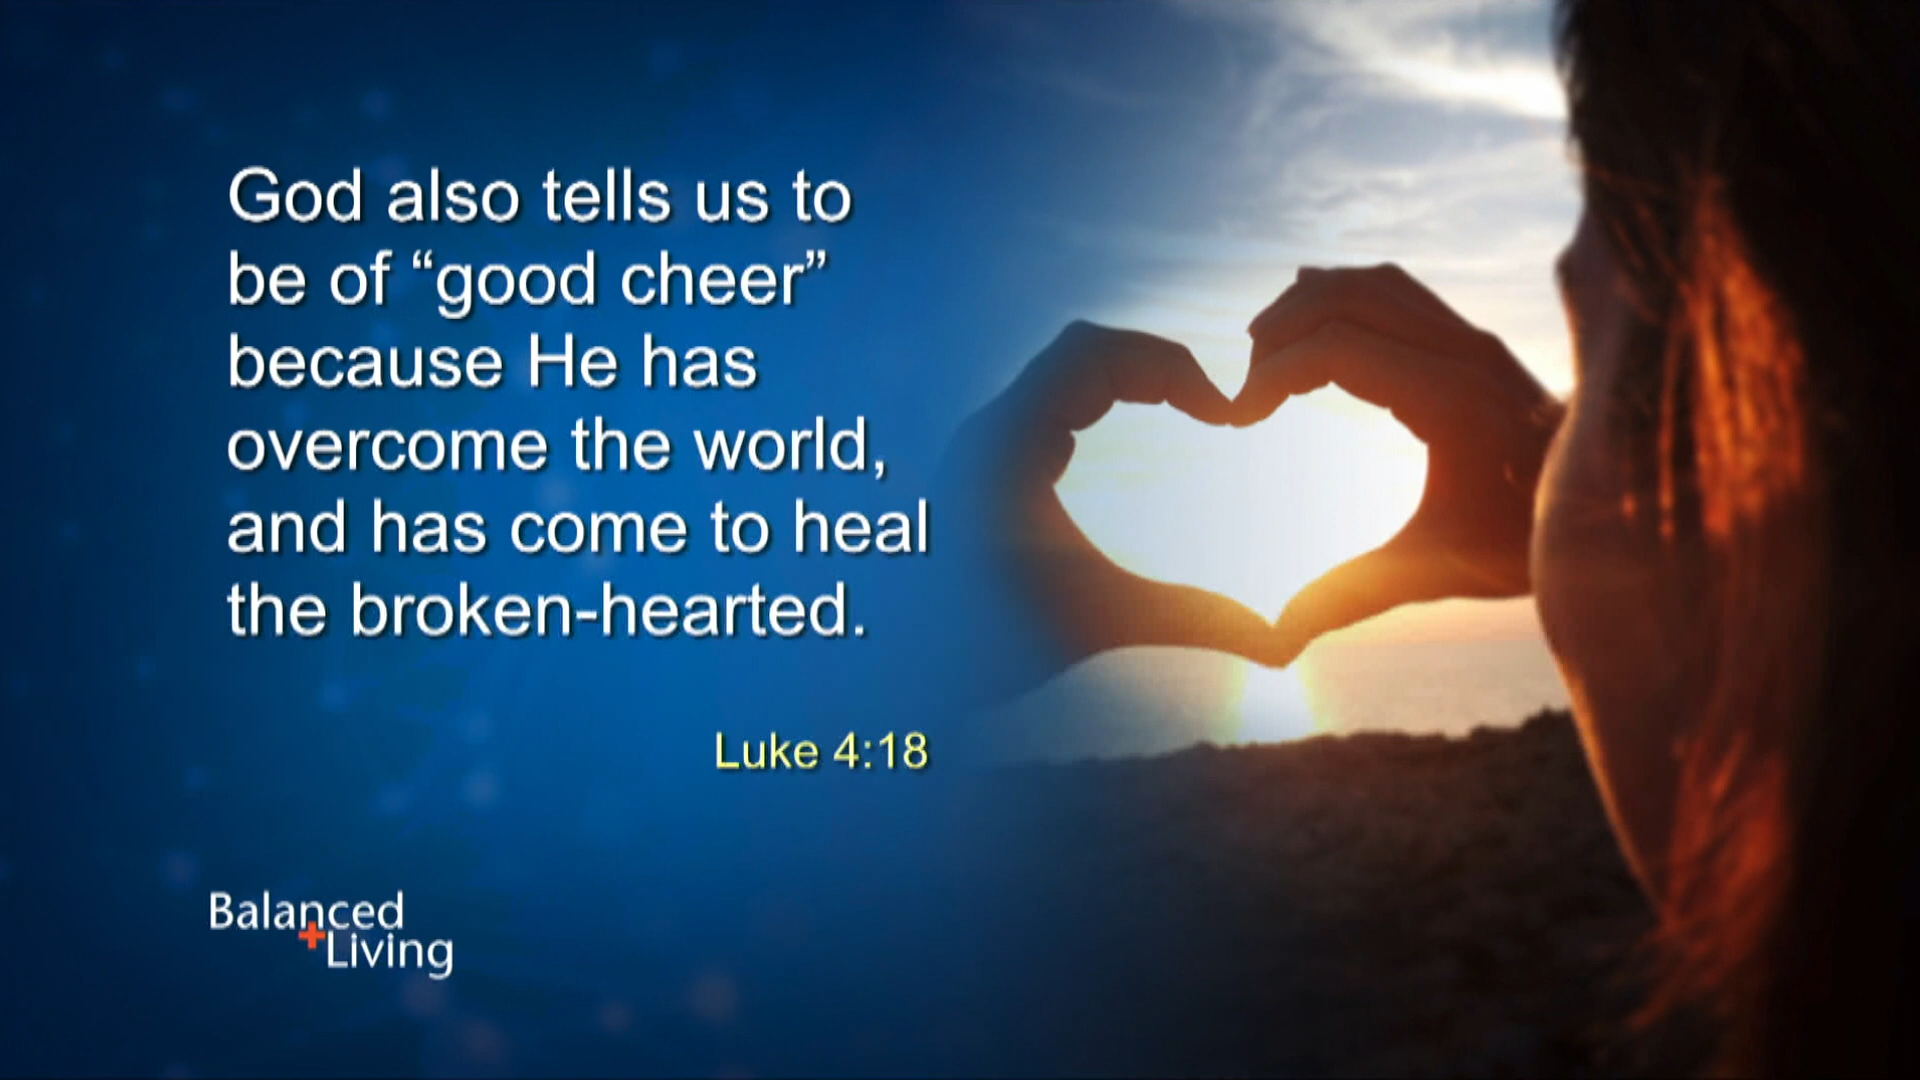 God also tells us to
be of “good cheer”
because He has
overcome the world,
and has come to heal
the broken-hearted.
Luke 4:18
Balanced
Living